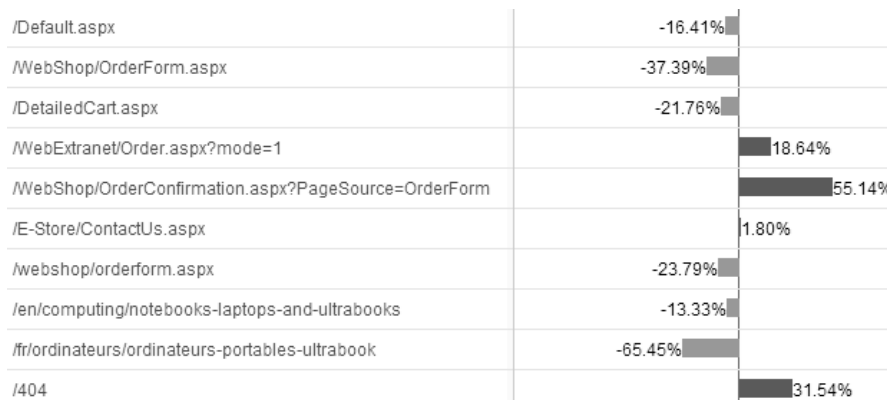 /Default.aspx -16.41%
/WebShop/OrderForm.aspx -37.39%
/DetailedCart.aspx -21.76%
/WebExtranet/Order.aspx?mode=1 18.64%
/WebShop/OrderConfirmation.aspx?PageSource=OrderForm 55.14%
/E-Store/ContactUs.aspx 1.80%
/webshop/orderform.aspx -23.79%
/en/computing/notebooks-laptops-and-ultrabooks -13.33%
/fr/ordinateurs/ordinateurs-portables-ultrabook -65.45%
/404 31.54%